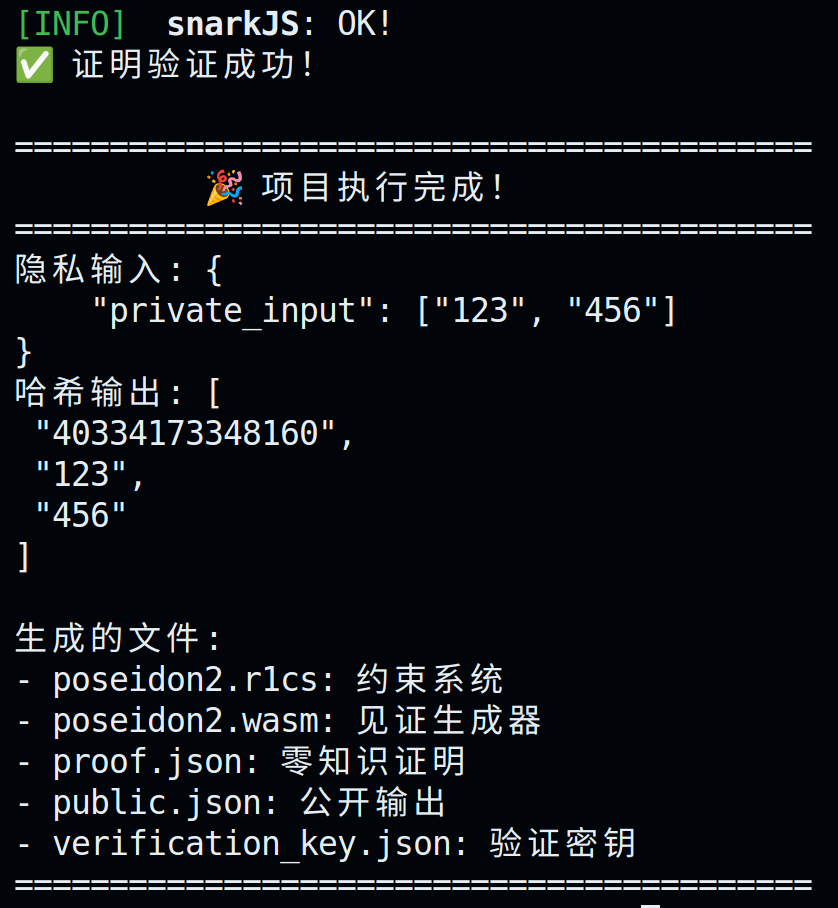 [INFO]  snarkJS: OK!
✅ 证明验证成功!
==========================================
🎉 项目执行完成!
==========================================
隐私输入: {
    "private_input": ["123", "456"]
}
哈希输出: [
 "40334173348160",
 "123",
 "456"
]
生成的文件:
- poseidon2.r1cs: 约束系统
- poseidon2.wasm: 见证生成器
- proof.json: 零知识证明
- public.json: 公开输出
- verification_key.json: 验证密钥
==========================================